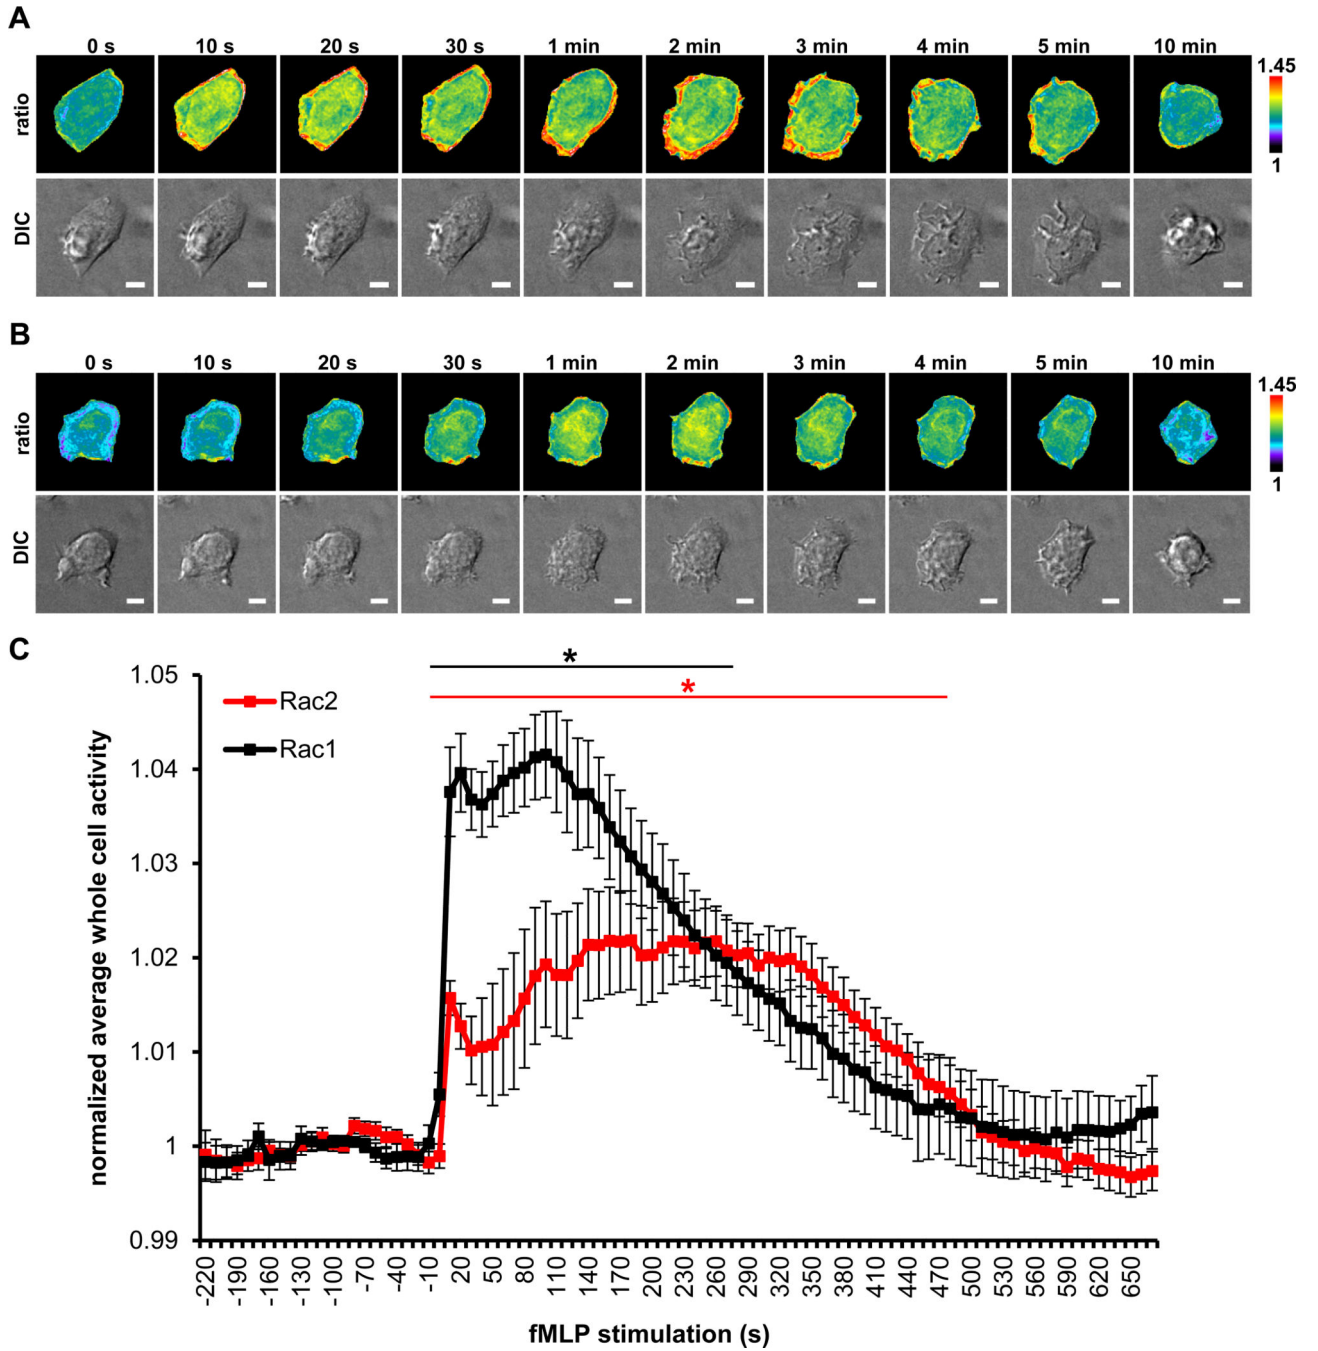 A
0 s 10 s 20 s 30 s 1 min 2 min 3 min 4 min 5 min 10 min
ratio
1.45
1
DIC
B
0 s 10 s 20 s 30 s 1 min 2 min 3 min 4 min 5 min 10 min
ratio
1.45
1
DIC
C
* 
*
Rac2
Rac1
normalized average whole cell activity
1.05
1.04
1.03
1.02
1.01
1
0.99
-220 -190 -160 -130 -100 -70 -40 -10 20 50 80 110 140 170 200 230 260 290 320 350 380 410 440 470 500 530 560 590 620 650
fMLP stimulation (s)